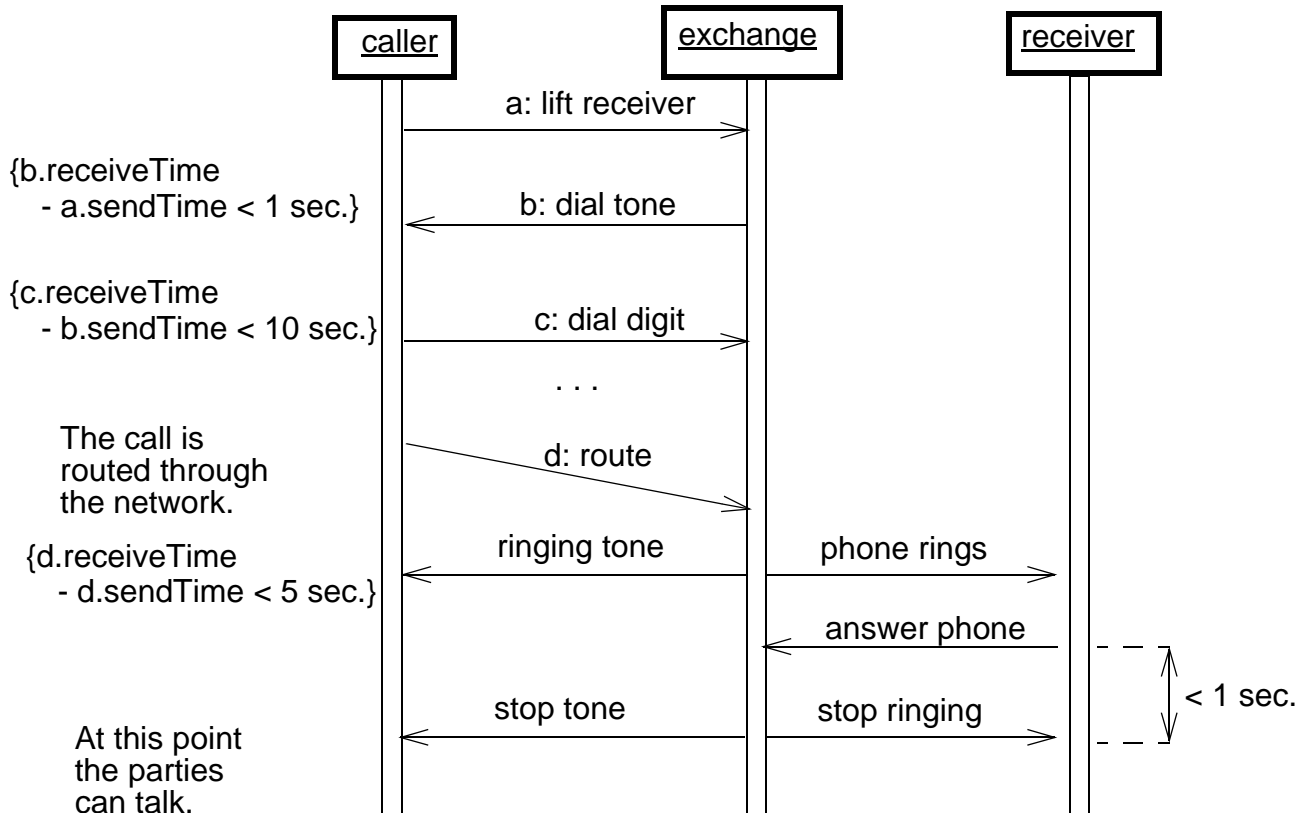 caller
exchange
receiver
a: lift receiver
{b.receiveTime
- a.sendTime < 1 sec.}
b: dial tone
{c.receiveTime
- b.sendTime < 10 sec.}
c: dial digit
. . .
The call is
routed through
the network.
d: route
{d.receiveTime
- d.sendTime < 5 sec.}
ringing tone
phone rings
answer phone
< 1 sec.
stop tone
stop ringing
At this point
the parties
can talk.